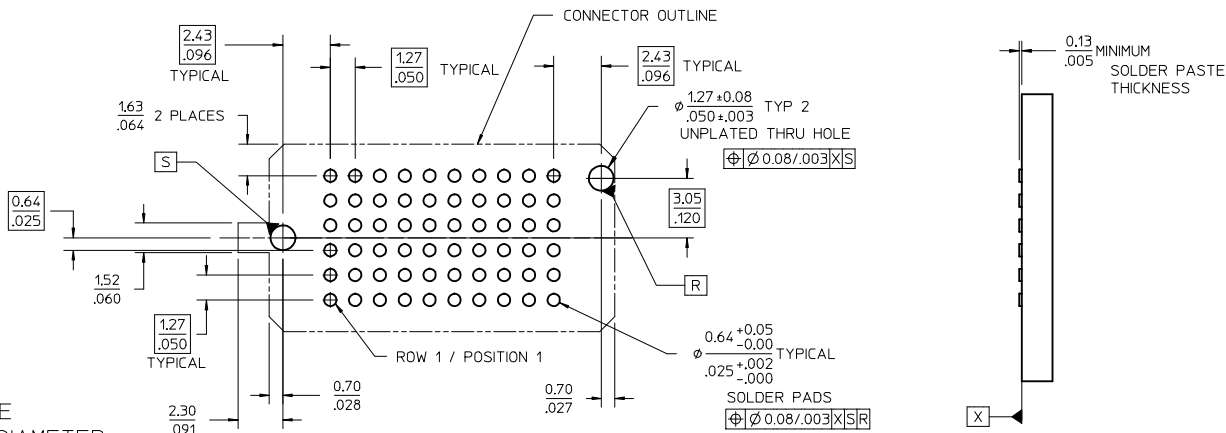 CONNECTOR OUTLINE
2.43
.096
TYPICAL
1.27
.050
TYPICAL
2.43
.096
TYPICAL
0.13
.005
MINIMUM
SOLDER PASTE
THICKNESS
1.63
.064
2 PLACES
⌀ 1.27 ±0.08
.050 ±.003
TYP 2
UNPLATED THRU HOLE
⌖ ⌀ 0.08/.003 X S
S
0.64
.025
3.05
.120
R
1.52
.060
1.27
.050
TYPICAL
ROW 1 / POSITION 1
⌀ 0.64 +0.05
-0.00
.025 +.002
-.000
TYPICAL
SOLDER PADS
⌖ ⌀ 0.08/.003 X S R
0.70
.028
0.70
.027
2.30
.091
X
E
DIAMETER